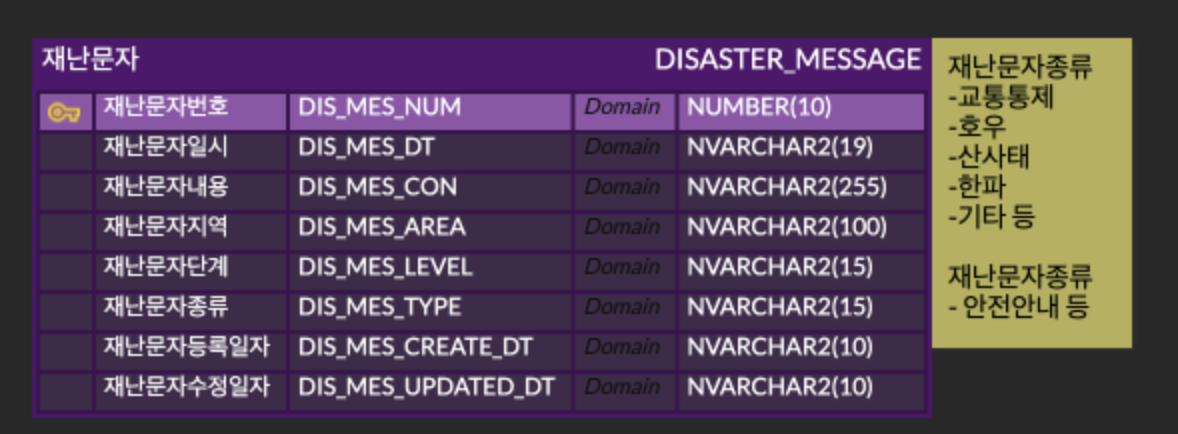 재난문자 DISASTER_MESSAGE
재난문자번호 DIS_MES_NUM Domain NUMBER(10)
재난문자일시 DIS_MES_DT Domain NVARCHAR2(19)
재난문자내용 DIS_MES_CON Domain NVARCHAR2(255)
재난문자지역 DIS_MES_AREA Domain NVARCHAR2(100)
재난문자단계 DIS_MES_LEVEL Domain NVARCHAR2(15)
재난문자종류 DIS_MES_TYPE Domain NVARCHAR2(15)
재난문자등록일자 DIS_MES_CREATE_DT Domain NVARCHAR2(10)
재난문자수정일자 DIS_MES_UPDATED_DT Domain NVARCHAR2(10)
재난문자종류
-교통통제
-호우
-산사태
-한파
-기타 등
재난문자종류
- 안전안내 등